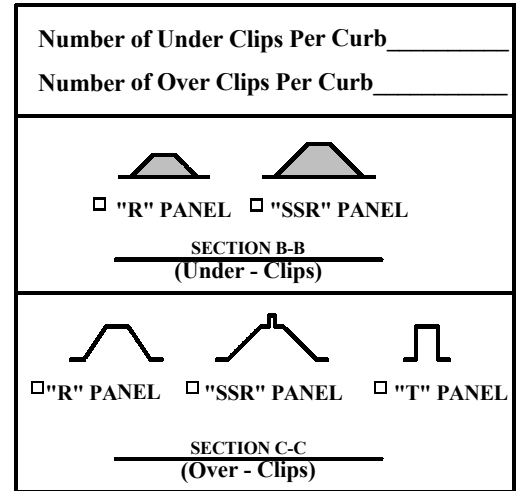 Number of Under Clips Per Curb__________
Number of Over Clips Per Curb___________
"R" PANEL "SSR" PANEL
SECTION B-B
(Under - Clips)
"R" PANEL "SSR" PANEL "T" PANEL
SECTION C-C
(Over - Clips)